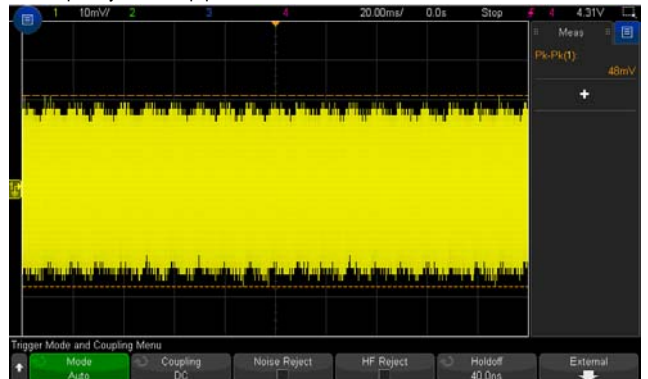 1 10mV/ 2 3 4 20.00ms/ 0.0s Stop 4 4.31V
Meas
Pk-Pk(1):
48mV
+
Trigger Mode and Coupling Menu
Mode Coupling Noise Reject HF Reject Holdoff External
Auto DC 40.0ns